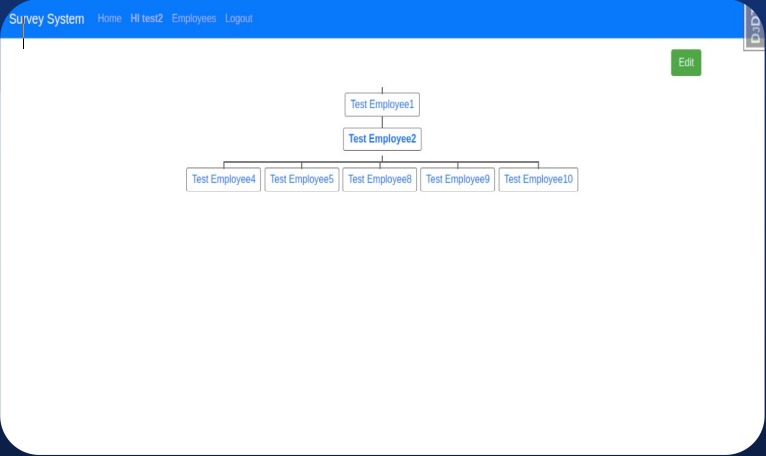 Survey System Home HI test2 Employees Logout
DjD
Edit
Test Employee1
Test Employee2
Test Employee4 Test Employee5 Test Employee8 Test Employee9 Test Employee10